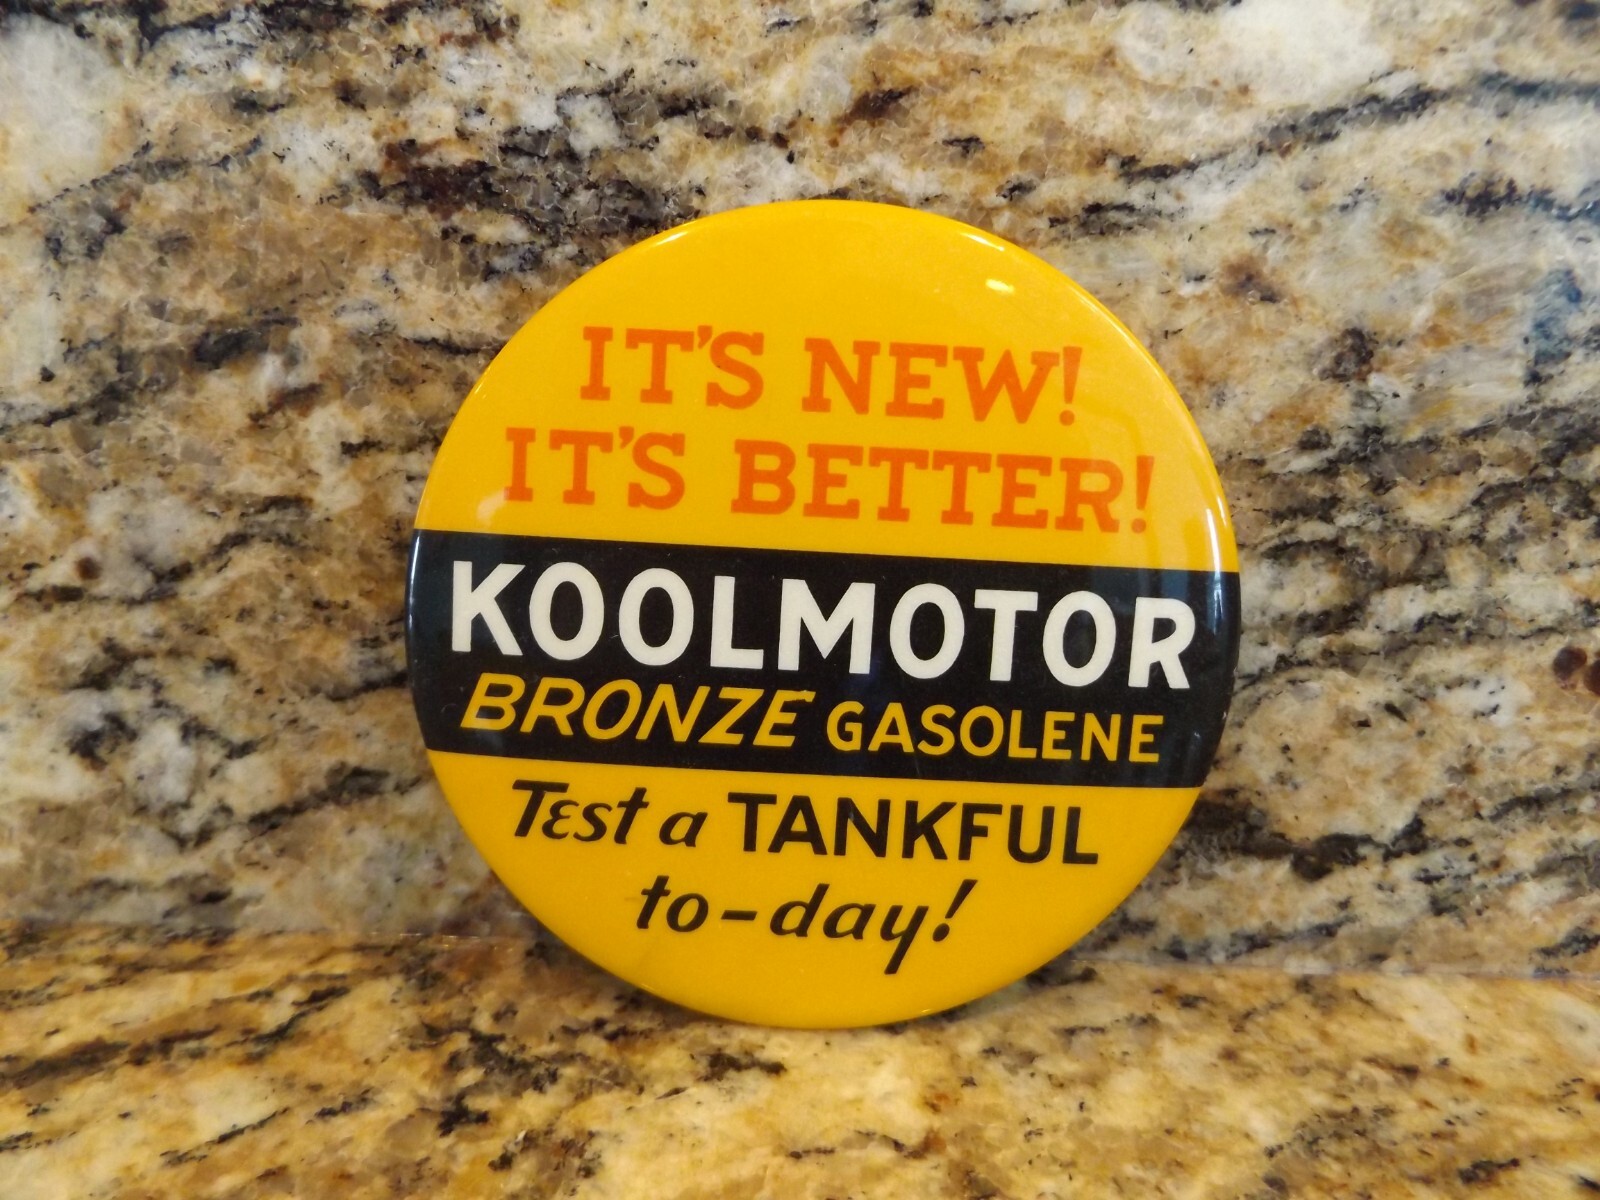 IT'S NEW!
IT'S BETTER!
KOOLMOTOR
BRONZE GASOLENE
Test a TANKFUL
to-day!